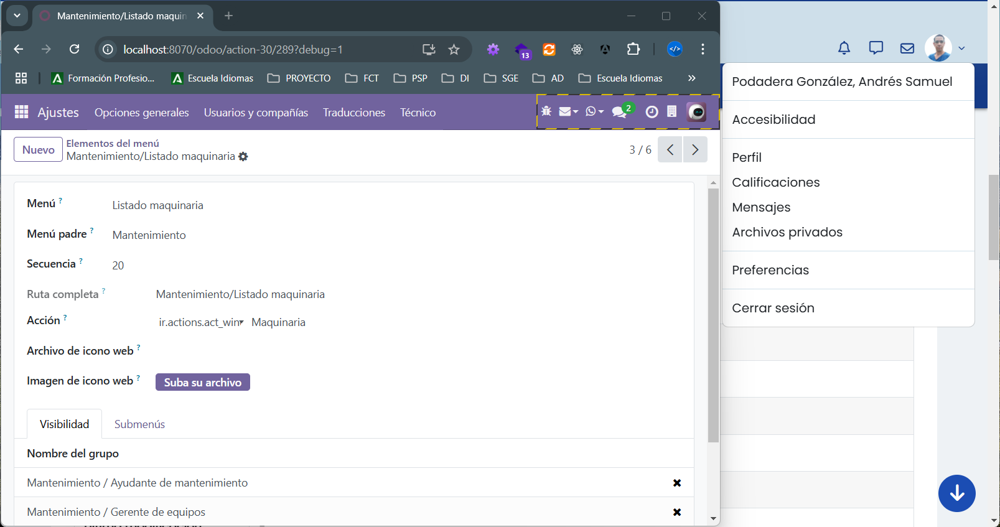 Mantenimiento/Listado maquin
localhost:8070/odoo/action-30/289?debug=1
13
Formación Profesio...
Escuela Idiomas
PROYECTO
FCT
PSP
DI
SGE
AD
Escuela Idiomas
»
Ajustes
Opciones generales
Usuarios y compañías
Traducciones
Técnico
2
Nuevo
Elementos del menú
Mantenimiento/Listado maquinaria
3 / 6
Menú ?
Listado maquinaria
Menú padre ?
Mantenimiento
Secuencia ?
20
Ruta completa ?
Mantenimiento/Listado maquinaria
Acción ?
ir.actions.act_win
Maquinaria
Archivo de icono web ?
Imagen de icono web ?
Suba su archivo
Visibilidad
Submenús
Nombre del grupo
Mantenimiento / Ayudante de mantenimiento
Mantenimiento / Gerente de equipos
Podadera González, Andrés Samuel
Accesibilidad
Perfil
Calificaciones
Mensajes
Archivos privados
Preferencias
Cerrar sesión